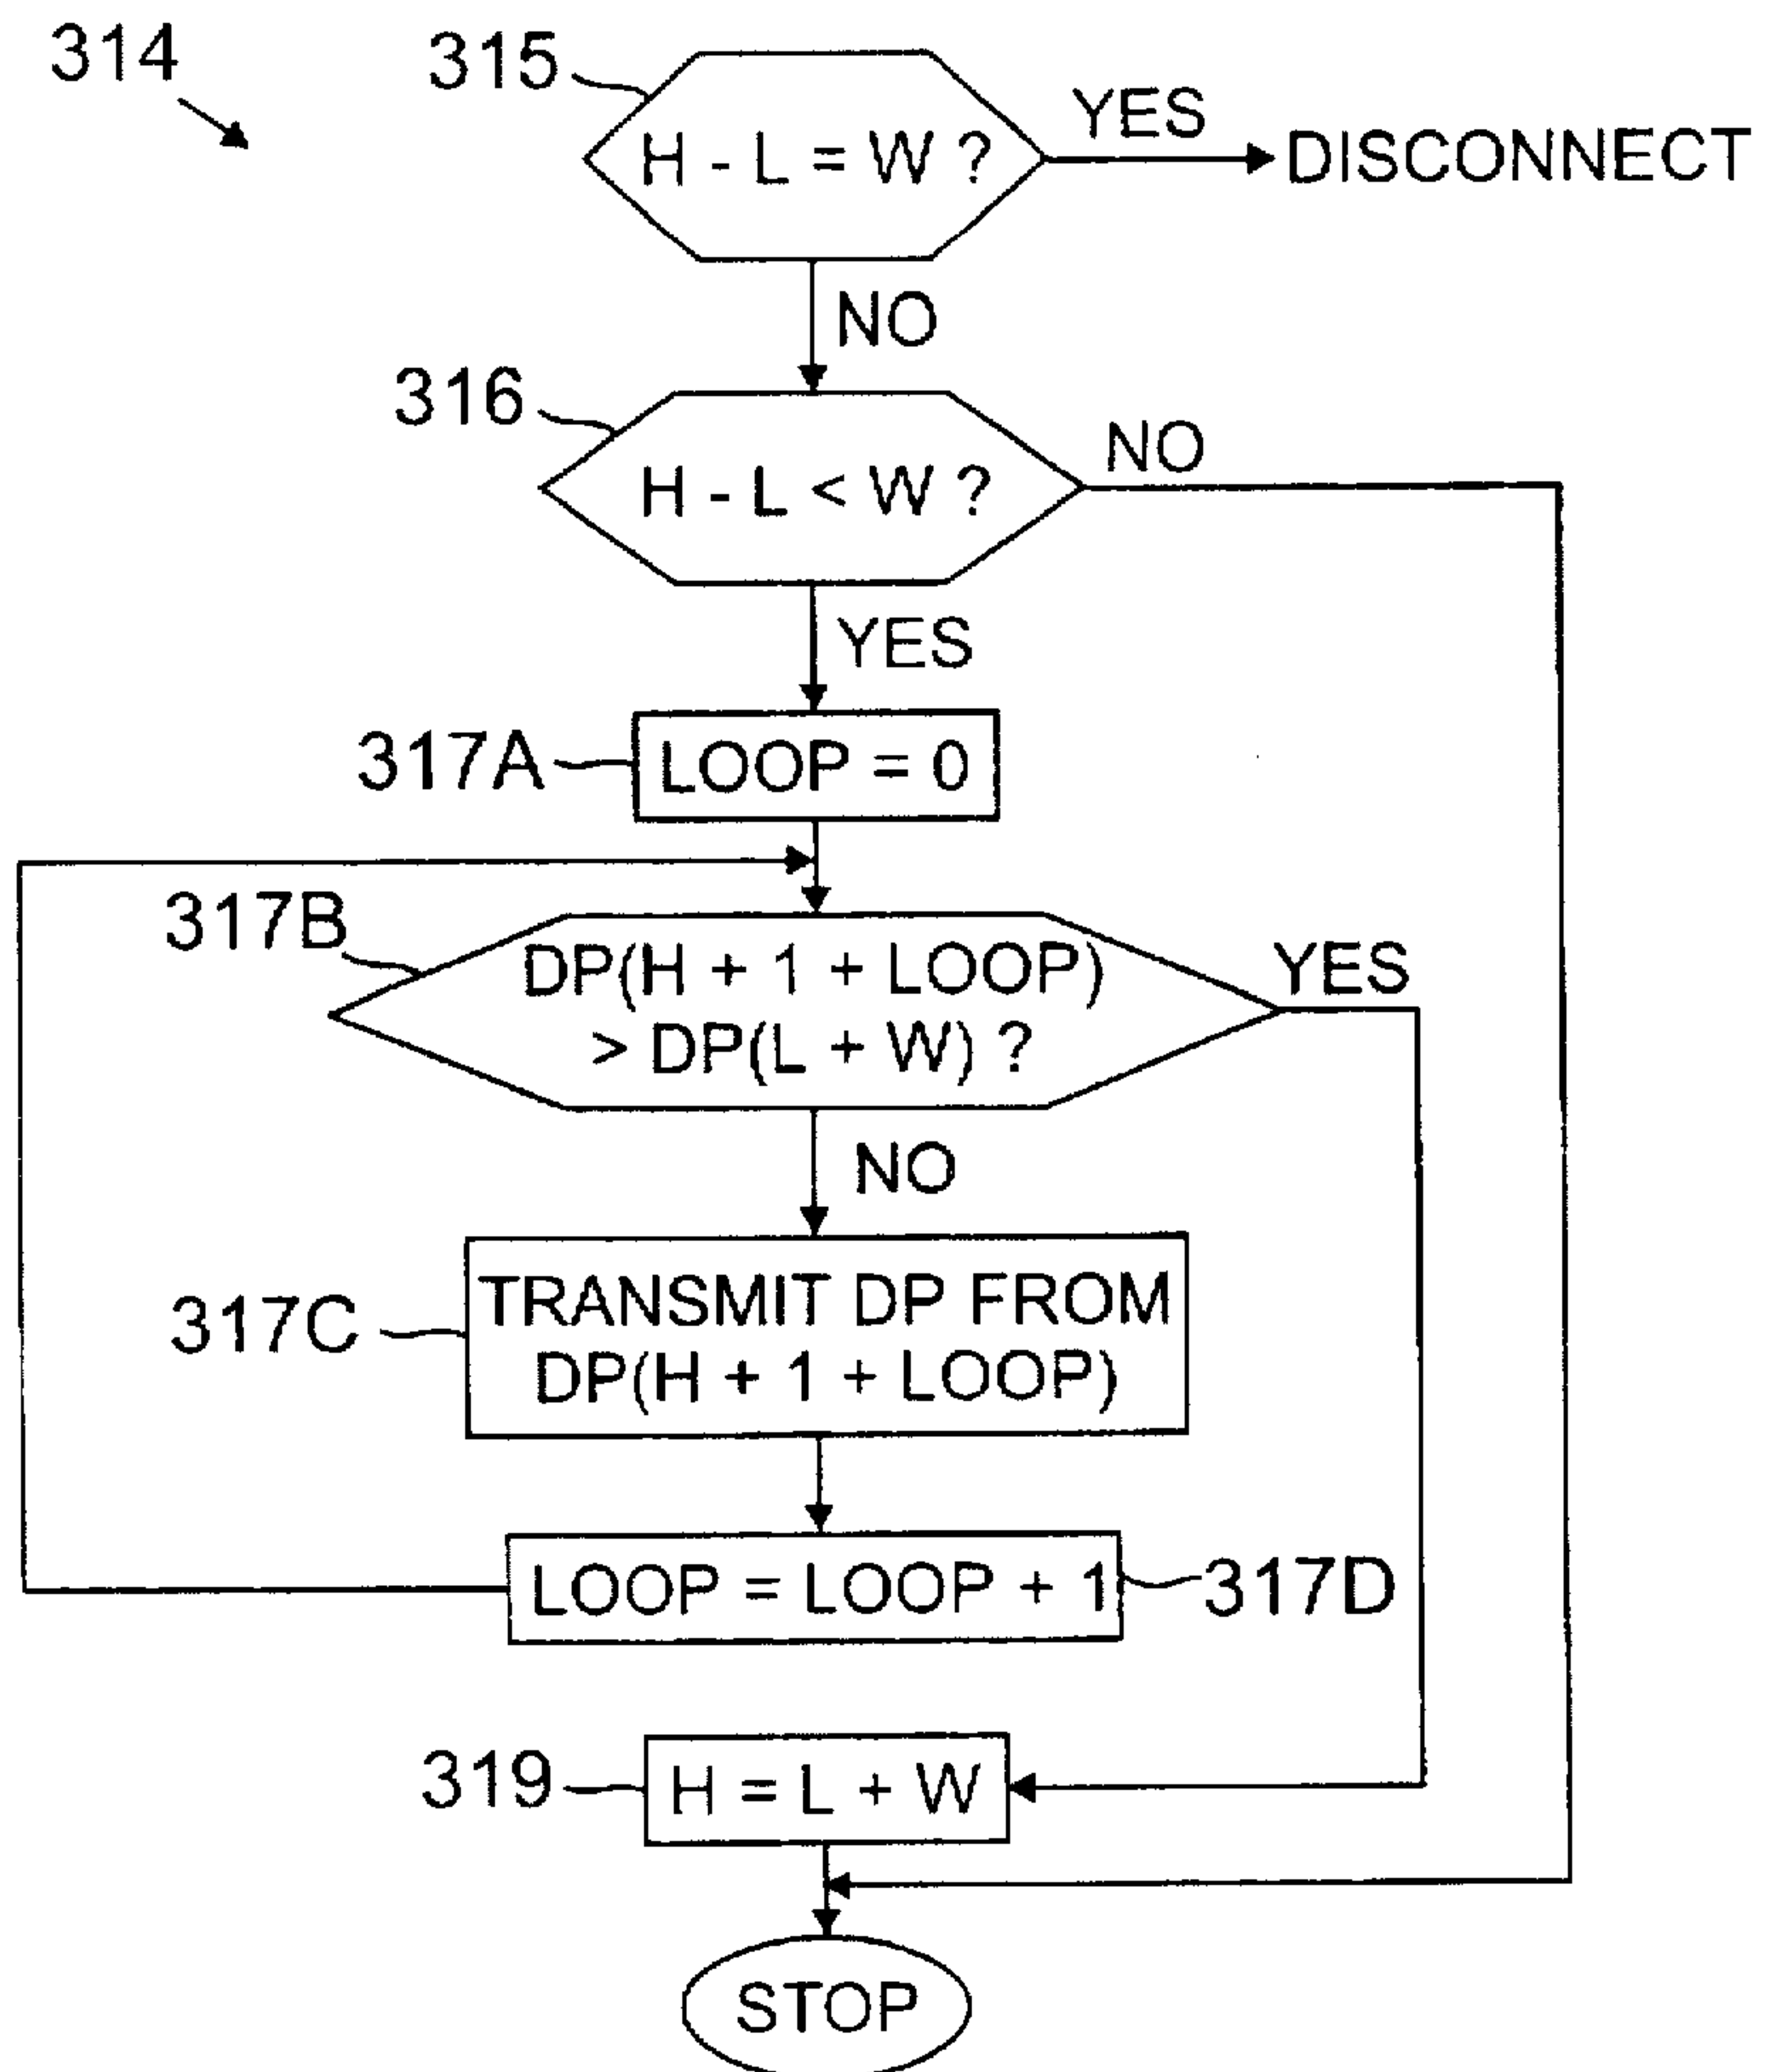 314
315
H - L = W ?
YES
DISCONNECT
NO
316
H - L < W ?
NO
YES
317A
LOOP = 0
317B
DP(H + 1 + LOOP)
> DP(L + W) ?
YES
NO
317C
TRANSMIT DP FROM
DP(H + 1 + LOOP)
LOOP = LOOP + 1
317D
319
H = L + W
STOP